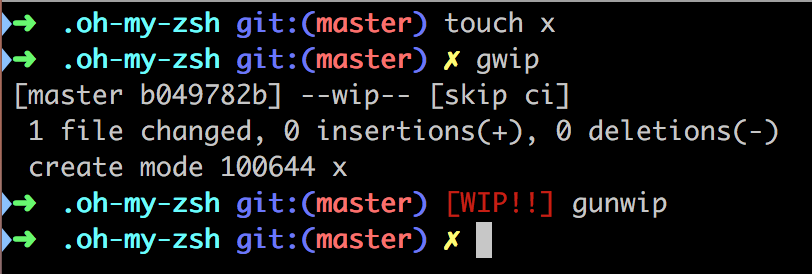 ➜ .oh-my-zsh git:(master) touch x
➜ .oh-my-zsh git:(master) ✗ gwip
[master b049782b] --wip-- [skip ci]
1 file changed, 0 insertions(+), 0 deletions(-)
create mode 100644 x
➜ .oh-my-zsh git:(master) [WIP!!] gunwip
➜ .oh-my-zsh git:(master) ✗